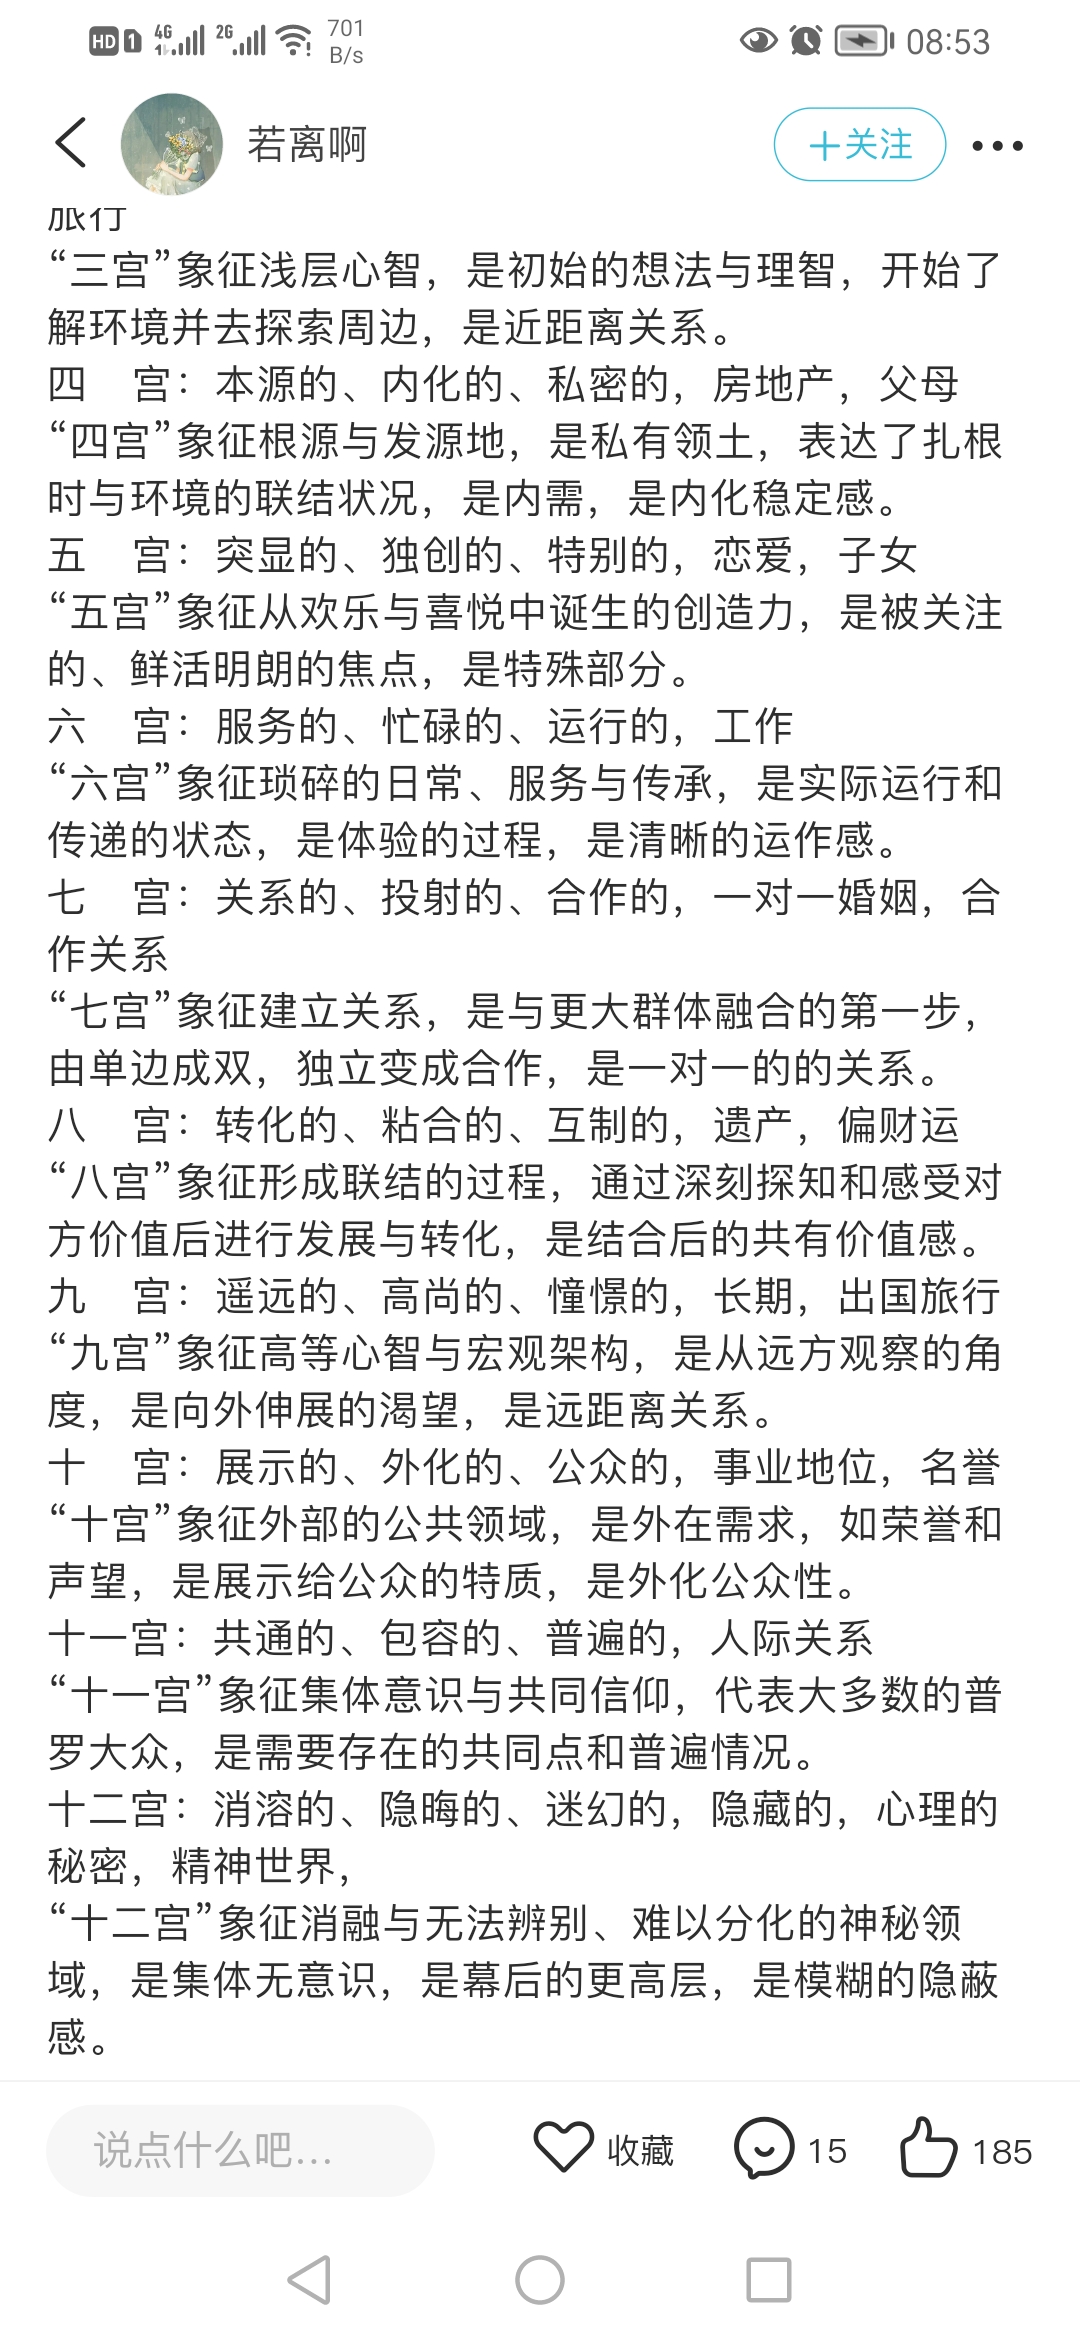 HD 1 4G 2G 701 B/s 08:53
若离啊 +关注
旅行
“三宫”象征浅层心智，是初始的想法与理智，开始了
解环境并去探索周边，是近距离关系。
四　宫：本源的、内化的、私密的，房地产，父母
“四宫”象征根源与发源地，是私有领土，表达了扎根
时与环境的联结状况，是内需，是内化稳定感。
五　宫：突显的、独创的、特别的，恋爱，子女
“五宫”象征从欢乐与喜悦中诞生的创造力，是被关注
的、鲜活明朗的焦点，是特殊部分。
六　宫：服务的、忙碌的、运行的，工作
“六宫”象征琐碎的日常、服务与传承，是实际运行和
传递的状态，是体验的过程，是清晰的运作感。
七　宫：关系的、投射的、合作的，一对一婚姻，合
作关系
“七宫”象征建立关系，是与更大群体融合的第一步，
由单边成双，独立变成合作，是一对一的的关系。
八　宫：转化的、粘合的、互制的，遗产，偏财运
“八宫”象征形成联结的过程，通过深刻探知和感受对
方价值后进行发展与转化，是结合后的共有价值感。
九　宫：遥远的、高尚的、憧憬的，长期，出国旅行
“九宫”象征高等心智与宏观架构，是从远方观察的角
度，是向外伸展的渴望，是远距离关系。
十　宫：展示的、外化的、公众的，事业地位，名誉
“十宫”象征外部的公共领域，是外在需求，如荣誉和
声望，是展示给公众的特质，是外化公众性。
十一宫：共通的、包容的、普遍的，人际关系
“十一宫”象征集体意识与共同信仰，代表大多数的普
罗大众，是需要存在的共同点和普遍情况。
十二宫：消溶的、隐晦的、迷幻的，隐藏的，心理的
秘密，精神世界，
“十二宫”象征消融与无法辨别、难以分化的神秘领
域，是集体无意识，是幕后的更高层，是模糊的隐蔽
感。
说点什么吧... 收藏 15 185